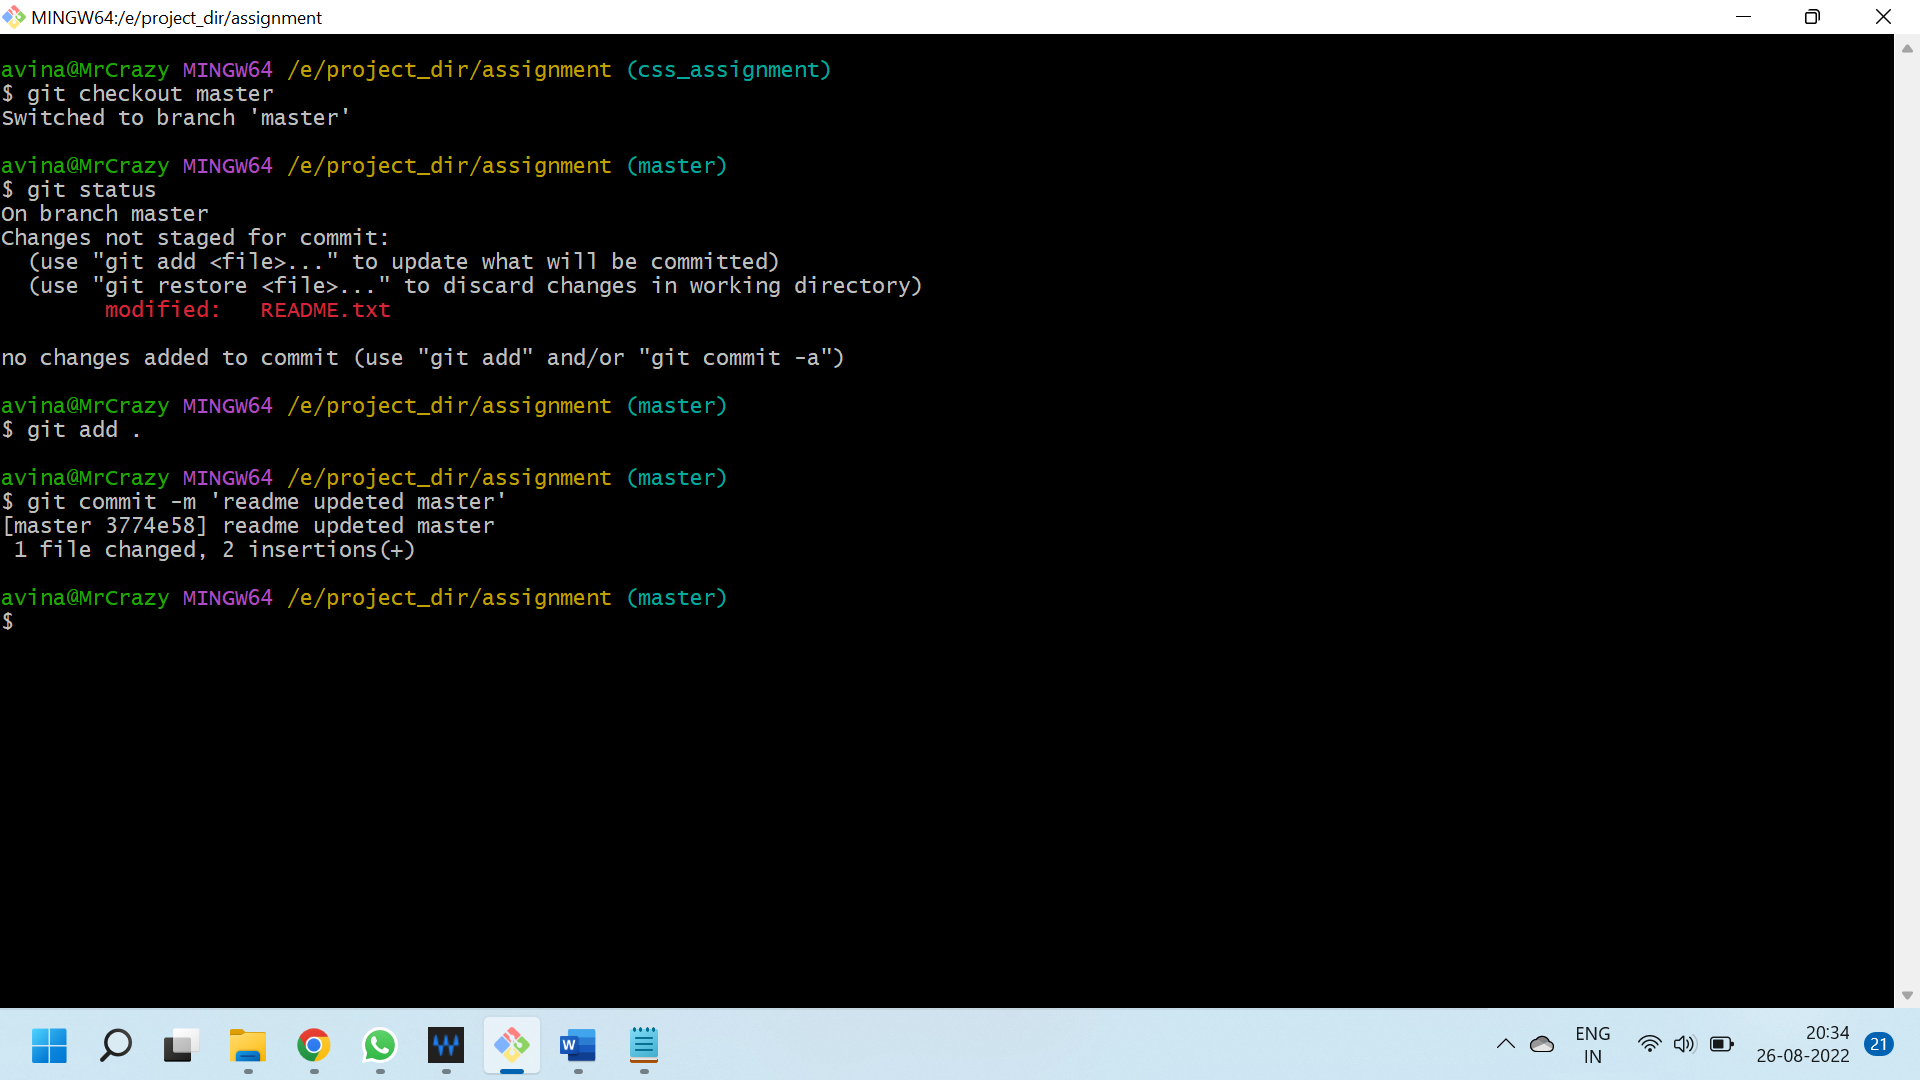 MINGW64:/e/project_dir/assignment
avina@MrCrazy MINGW64 /e/project_dir/assignment (css_assignment)
$ git checkout master
Switched to branch 'master'
avina@MrCrazy MINGW64 /e/project_dir/assignment (master)
$ git status
On branch master
Changes not staged for commit:
  (use "git add <file>..." to update what will be committed)
  (use "git restore <file>..." to discard changes in working directory)
        modified:   README.txt
no changes added to commit (use "git add" and/or "git commit -a")
avina@MrCrazy MINGW64 /e/project_dir/assignment (master)
$ git add .
avina@MrCrazy MINGW64 /e/project_dir/assignment (master)
$ git commit -m 'readme updeted master'
[master 3774e58] readme updeted master
 1 file changed, 2 insertions(+)
avina@MrCrazy MINGW64 /e/project_dir/assignment (master)
$
W
ENG
IN
20:34
26-08-2022
21